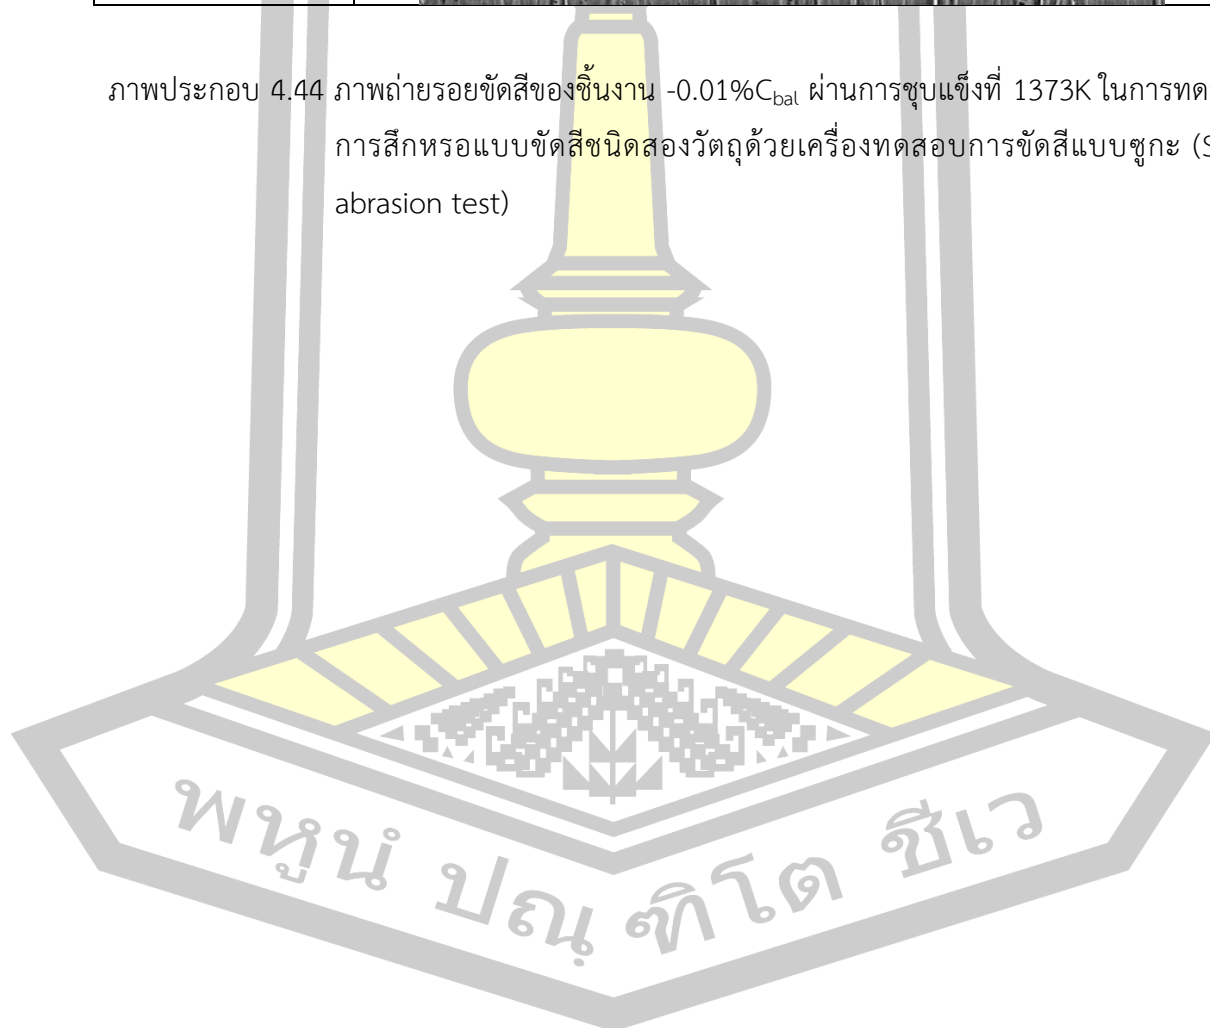 ภาพประกอบ 4.44 ภาพถ่ายรอยขัดสีของชิ้นงาน -0.01%Cbal ผ่านการชุบแข็งที่ 1373K ในการทด
การสึกหรอแบบขัดสีชนิดสองวัตถุด้วยเครื่องทดสอบการขัดสีแบบซูกะ (S
abrasion test)
พหูนํ ปณฺฑิโต ชีเว